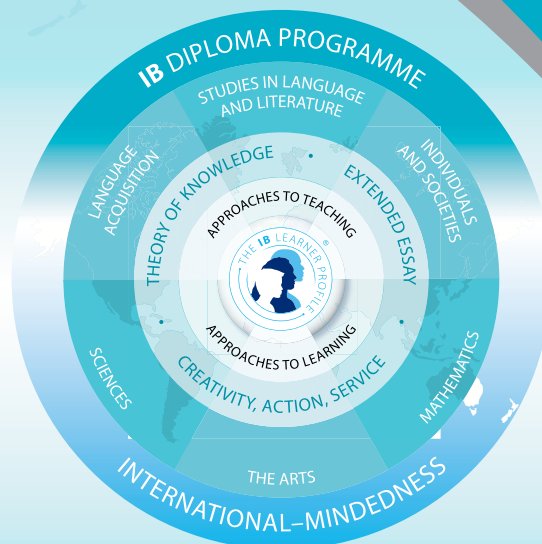 IB DIPLOMA PROGRAMME
STUDIES IN LANGUAGE
AND LITERATURE
LANGUAGE
ACQUISITION
INDIVIDUALS
AND SOCIETIES
THEORY OF KNOWLEDGE
•
EXTENDED ESSAY
APPROACHES TO TEACHING
THE IB LEARNER PROFILE
®
APPROACHES TO LEARNING
•
CREATIVITY, ACTION, SERVICE
•
SCIENCES
MATHEMATICS
THE ARTS
INTERNATIONAL–MINDEDNESS